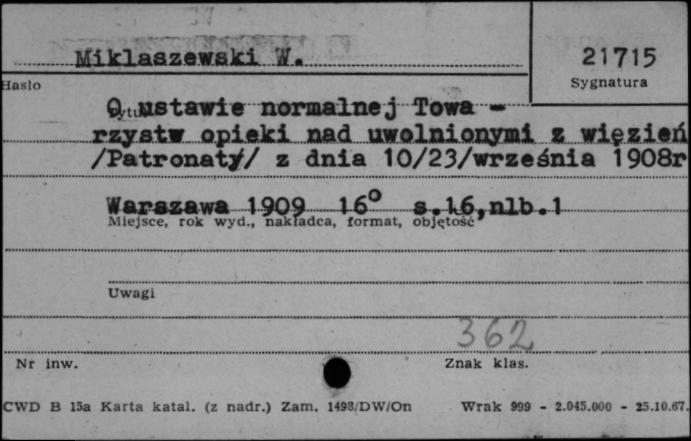 Miklaszewski W.
21715
Hasło
Sygnatura
O ustawie normalnej Towa -
Tytuł
rzystw opieki nad uwolnionymi z więzień
/Patronaty/ z dnia 10/23/września 1908r
Warszawa 1909 16° s.16,nlb.1
Miejsce, rok wyd., nakładca, format, objętość
Uwagi
362
Nr inw.
Znak klas.
CWD B 15a Karta katal. (z nadr.) Zam. 1498/DW/On Wrak 999 - 2.045.000 - 25.10.67.